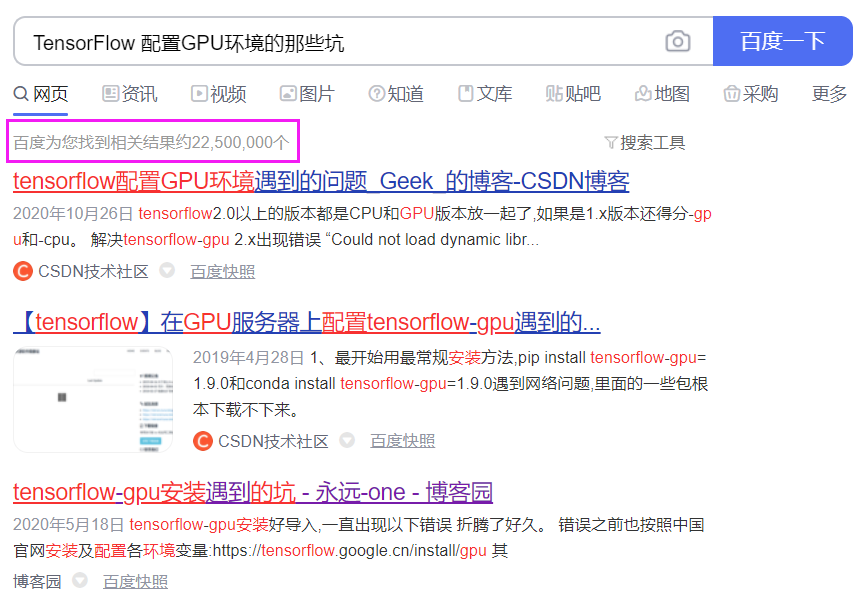 TensorFlow 配置GPU环境的那些坑
百度一下
网页 资讯 视频 图片 知道 文库 贴吧 地图 采购 更多
百度为您找到相关结果约22,500,000个 搜索工具
tensorflow配置GPU环境遇到的问题_Geek_的博客-CSDN博客
2020年10月26日 tensorflow2.0以上的版本都是CPU和GPU版本放一起了,如果是1.x版本还得分-gp
u和-cpu。 解决tensorflow-gpu 2.x出现错误 “Could not load dynamic libr...
CSDN技术社区 百度快照
【tensorflow】在GPU服务器上配置tensorflow-gpu遇到的...
2019年4月28日 1、最开始用最常规安装方法,pip install tensorflow-gpu=
1.9.0和conda install tensorflow-gpu=1.9.0遇到网络问题,里面的一些包根
本下载不下来。
CSDN技术社区 百度快照
tensorflow-gpu安装遇到的坑 - 永远-one - 博客园
2020年5月18日 tensorflow-gpu安装好导入,一直出现以下错误 折腾了好久。 错误之前也按照中国
官网安装及配置各环境变量:https://tensorflow.google.cn/install/gpu 其
博客园 百度快照